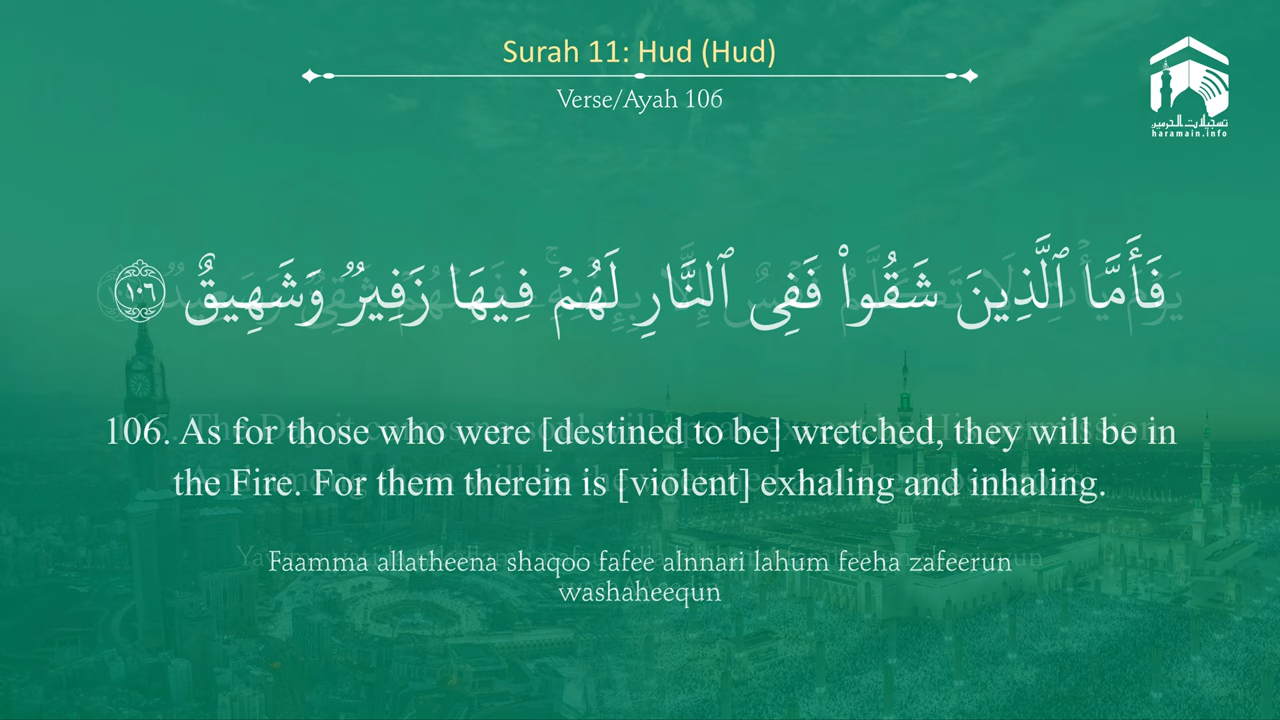 Surah 11: Hud (Hud)
Verse/Ayah 106
تسجيلات الحرمين
haramain.info
فَأَمَّا ٱلَّذِينَ شَقُوا۟ فَفِى ٱلنَّارِ لَهُمْ فِيهَا زَفِيرٌ وَشَهِيقٌ ١٠٦
106. As for those who were [destined to be] wretched, they will be in
the Fire. For them therein is [violent] exhaling and inhaling.
Faamma allatheena shaqoo fafee alnnari lahum feeha zafeerun
washaheequn